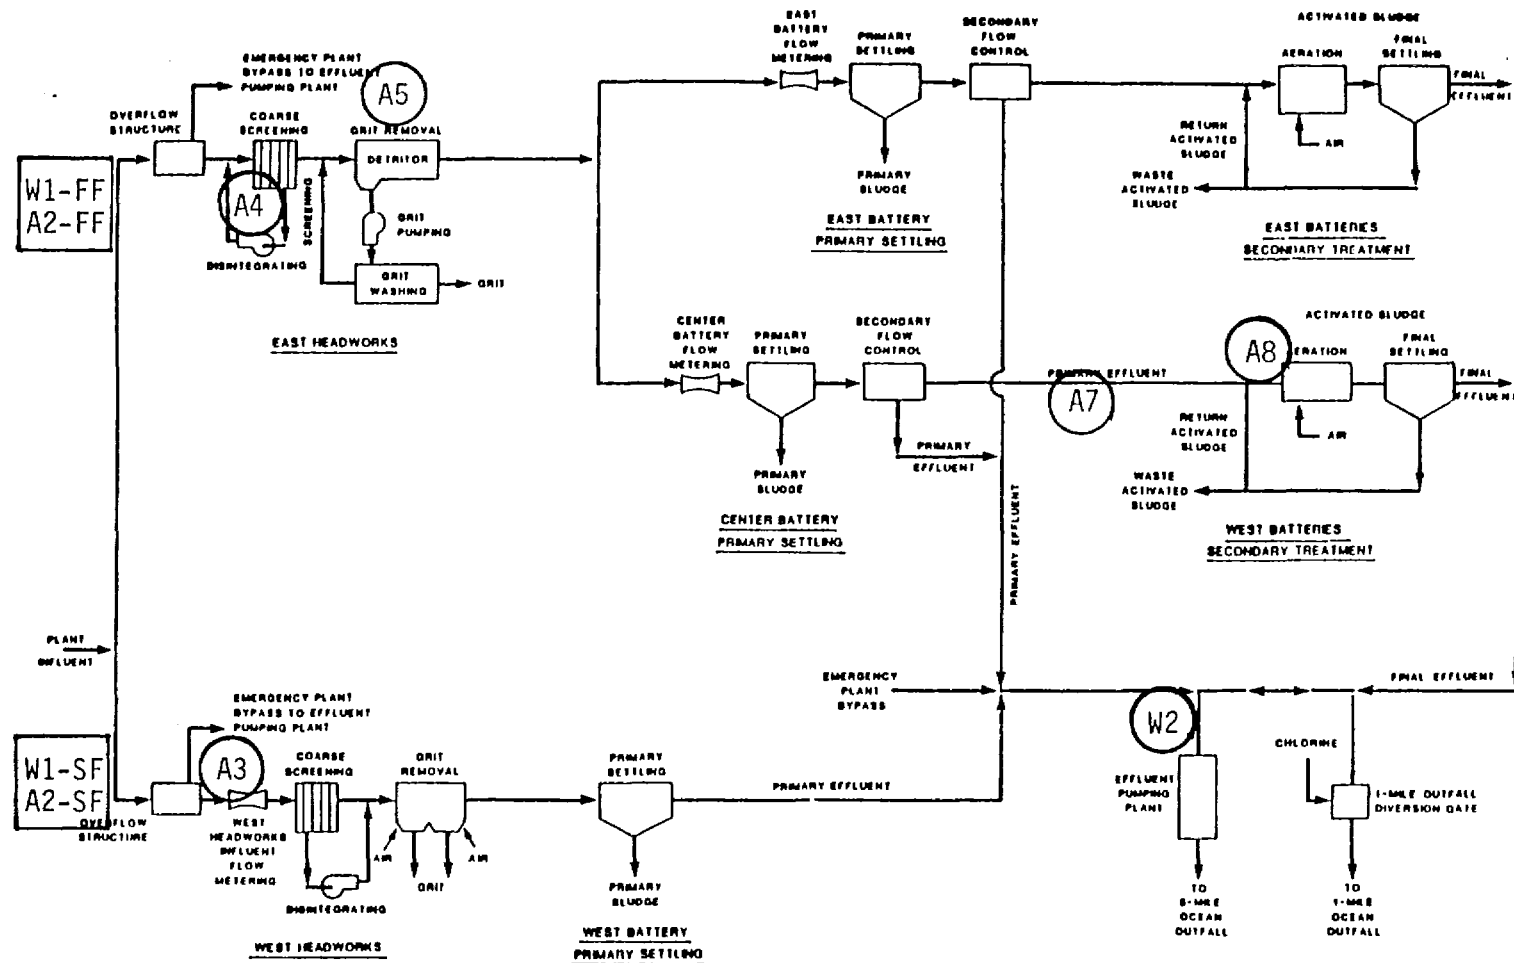 EMERGENCY PLANT
BYPASS TO EFFLUENT
PUMPING PLANT
A5
OVERFLOW
STRUCTURE
COARSE
SCREENING
GRIT REMOVAL
DETRITOR
W1-FF
A2-FF
A4
SCREENING
GRIT
PUMPING
DISINTEGRATING
GRIT
WASHING
GRIT
EAST HEADWORKS
EAST
BATTERY
FLOW
METERING
PRIMARY
SETTLING
SECONDARY
FLOW
CONTROL
PRIMARY
SLUDGE
EAST BATTERY
PRIMARY SETTLING
ACTIVATED SLUDGE
AERATION
FINAL
SETTLING
FINAL
EFFLUENT
RETURN
ACTIVATED
SLUDGE
AIR
WASTE
ACTIVATED
SLUDGE
EAST BATTERIES
SECONDARY TREATMENT
CENTER
BATTERY
FLOW
METERING
PRIMARY
SETTLING
SECONDARY
FLOW
CONTROL
PRIMARY
SLUDGE
PRIMARY
EFFLUENT
CENTER BATTERY
PRIMARY SETTLING
PRIMARY EFFLUENT
A7
PRIMARY EFFLUENT
ACTIVATED SLUDGE
A8
ERATION
FINAL
SETTLING
FINAL
EFFLUENT
RETURN
ACTIVATED
SLUDGE
AIR
WASTE
ACTIVATED
SLUDGE
WEST BATTERIES
SECONDARY TREATMENT
PLANT
INFLUENT
EMERGENCY PLANT
BYPASS TO EFFLUENT
PUMPING PLANT
W1-SF
A2-SF
OVERFLOW
STRUCTURE
A3
WEST
HEADWORKS
INFLUENT
FLOW
METERING
COARSE
SCREENING
DISINTEGRATING
GRIT
REMOVAL
AIR
AIR
GRIT
WEST HEADWORKS
PRIMARY
SETTLING
PRIMARY
SLUDGE
WEST BATTERY
PRIMARY SETTLING
PRIMARY EFFLUENT
EMERGENCY
PLANT
BYPASS
W2
EFFLUENT
PUMPING
PLANT
TO
5-MILE
OCEAN
OUTFALL
FINAL EFFLUENT
CHLORINE
1-MILE OUTFALL
DIVERSION GATE
TO
1-MILE
OCEAN
OUTFALL